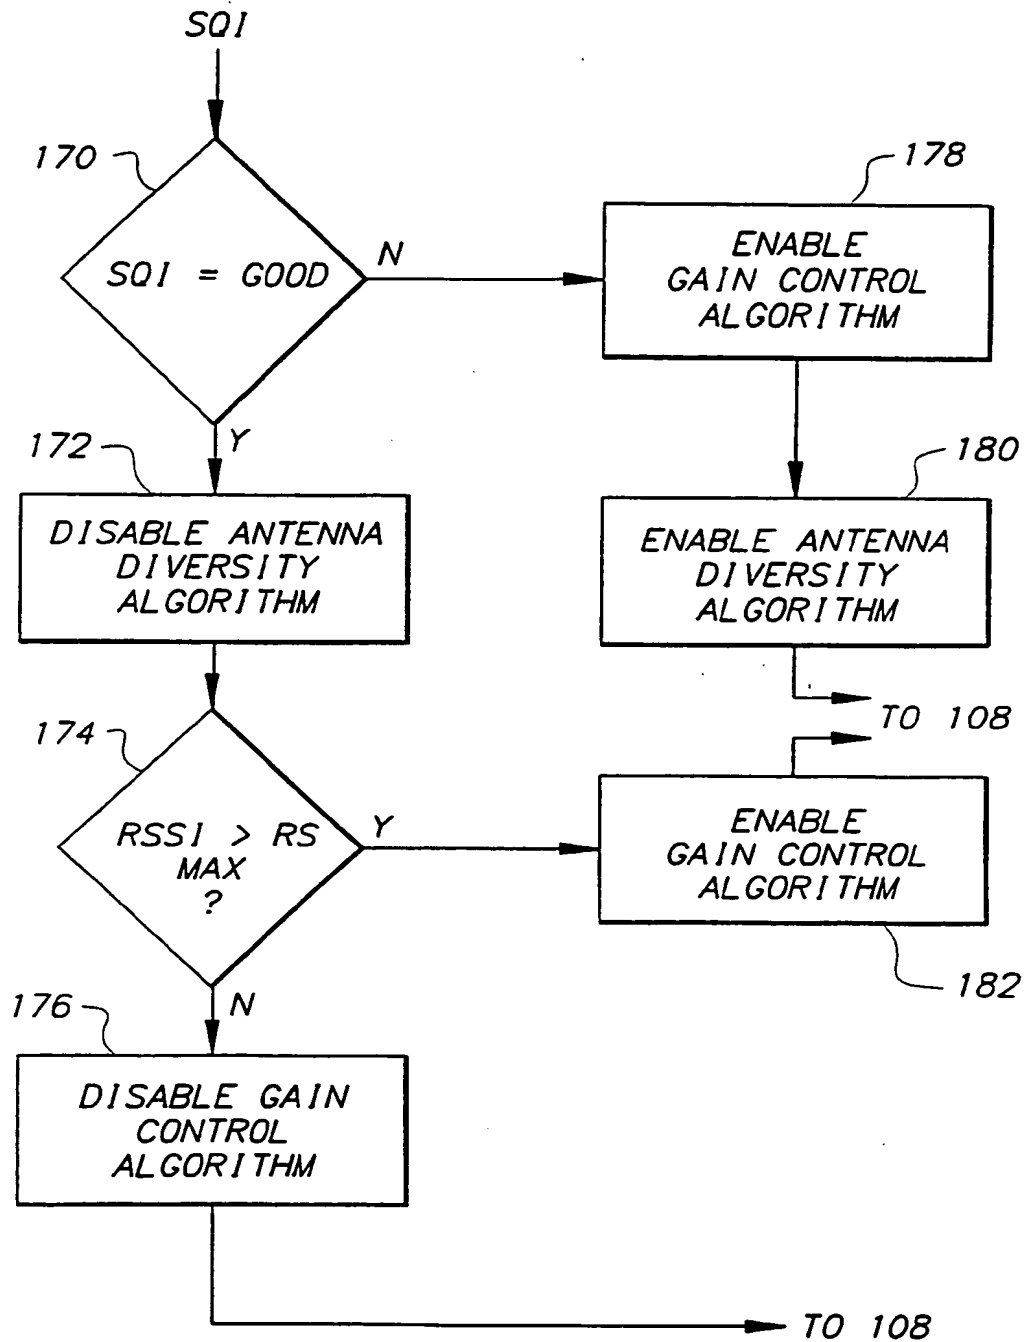 SQI
170
178
SQI = GOOD
N
ENABLE
GAIN CONTROL
ALGORITHM
Y
172
180
DISABLE ANTENNA
DIVERSITY
ALGORITHM
ENABLE ANTENNA
DIVERSITY
ALGORITHM
TO 108
174
RSSI > RS
MAX
?
Y
ENABLE
GAIN CONTROL
ALGORITHM
182
N
176
DISABLE GAIN
CONTROL
ALGORITHM
TO 108